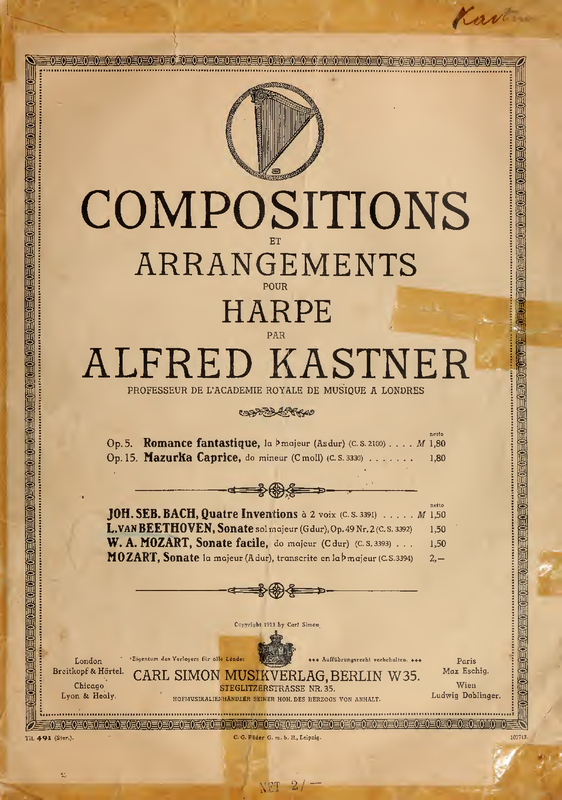 Kastner
COMPOSITIONS
ET
ARRANGEMENTS
POUR
HARPE
PAR
ALFRED KASTNER
PROFESSEUR DE L'ACADEMIE ROYALE DE MUSIQUE A LONDRES
netto
Op. 5. Romance fantastique, la ♭ majeur (As dur) (C. S. 2100) . . . . M 1,80
Op. 15. Mazurka Caprice, do mineur (C moll) (C. S. 3330) . . . . . . . 1,80
netto
JOH. SEB. BACH, Quatre Inventions à 2 voix (C. S. 3391) . . . . . M 1,50
L. VAN BEETHOVEN, Sonate sol majeur (G dur), Op. 49 Nr. 2 (C. S. 3392) 1,50
W. A. MOZART, Sonate facile, do majeur (C dur) (C. S. 3393) . . . 1,50
MOZART, Sonate la majeur (A dur), transcrite en la ♭ majeur (C. S. 3394) 2,—
Copyright 1913 by Carl Simon
Eigentum des Verlegers für alle Länder Aufführungsrecht vorbehalten.
London
Breitkopf & Härtel.
Chicago
Lyon & Healy.
CARL SIMON MUSIKVERLAG, BERLIN W 35.
STEGLITZERSTRASSE NR. 35.
HOFMUSIKALIENHÄNDLER SEINER HOH. DES HERZOGS VON ANHALT.
Paris
Max Eschig.
Wien
Ludwig Doblinger.
Tit. 491 (Ster.).
C. G. Röder G. m. b. H., Leipzig.
NET 2/—